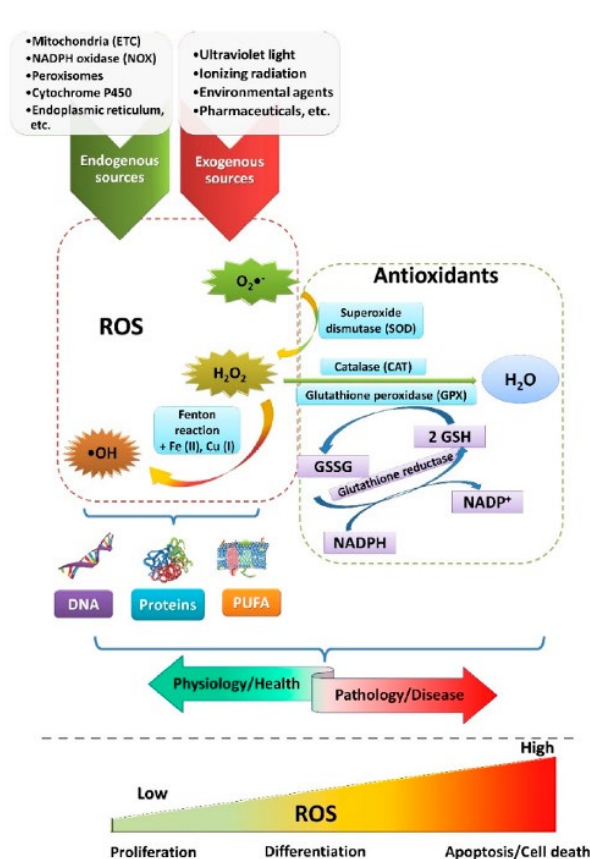 •Mitochondria (ETC)
•NADPH oxidase (NOX)
•Peroxisomes
•Cytochrome P450
•Endoplasmic reticulum,
etc.
•Ultraviolet light
•Ionizing radiation
•Environmental agents
•Pharmaceuticals, etc.
Endogenous
sources
Exogenous
sources
O₂•⁻
ROS
Antioxidants
Superoxide
dismutase (SOD)
H₂O₂
Catalase (CAT)
Glutathione peroxidase (GPX)
H₂O
Fenton
reaction
+ Fe (II), Cu (I)
•OH
2 GSH
GSSG
Glutathione reductase
NADP⁺
NADPH
DNA
Proteins
PUFA
Physiology/Health
Pathology/Disease
High
Low
ROS
Proliferation
Differentiation
Apoptosis/Cell death